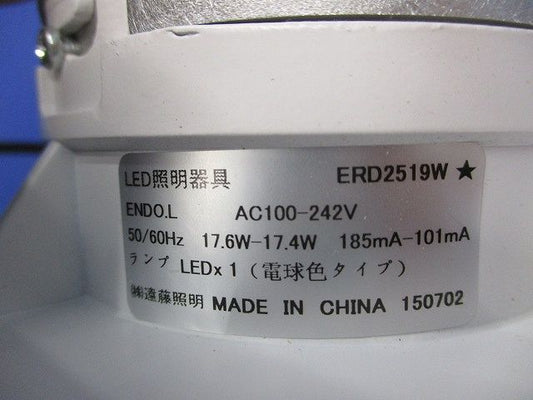 LED照明器具 ERD2519W ★
ENDO.L AC100-242V
50/60Hz 17.6W-17.4W 185mA-101mA
ランプ LEDx 1 (電球色タイプ)
㈱遠藤照明 MADE IN CHINA 150702